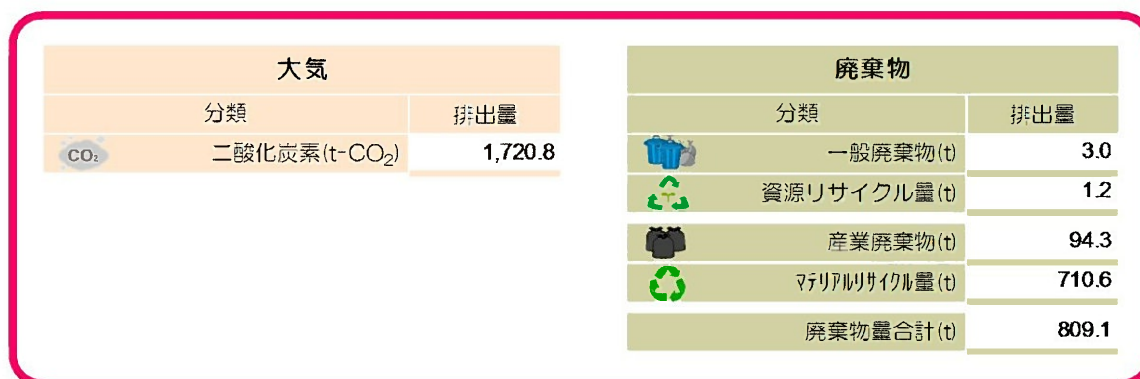 大気
分類 排出量
CO₂ 二酸化炭素(t-CO₂) 1,720.8
廃棄物
分類 排出量
一般廃棄物(t) 3.0
資源リサイクル量(t) 1.2
産業廃棄物(t) 94.3
ﾏﾃﾘｱﾙﾘｻｲｸﾙ量(t) 710.6
廃棄物量合計(t) 809.1